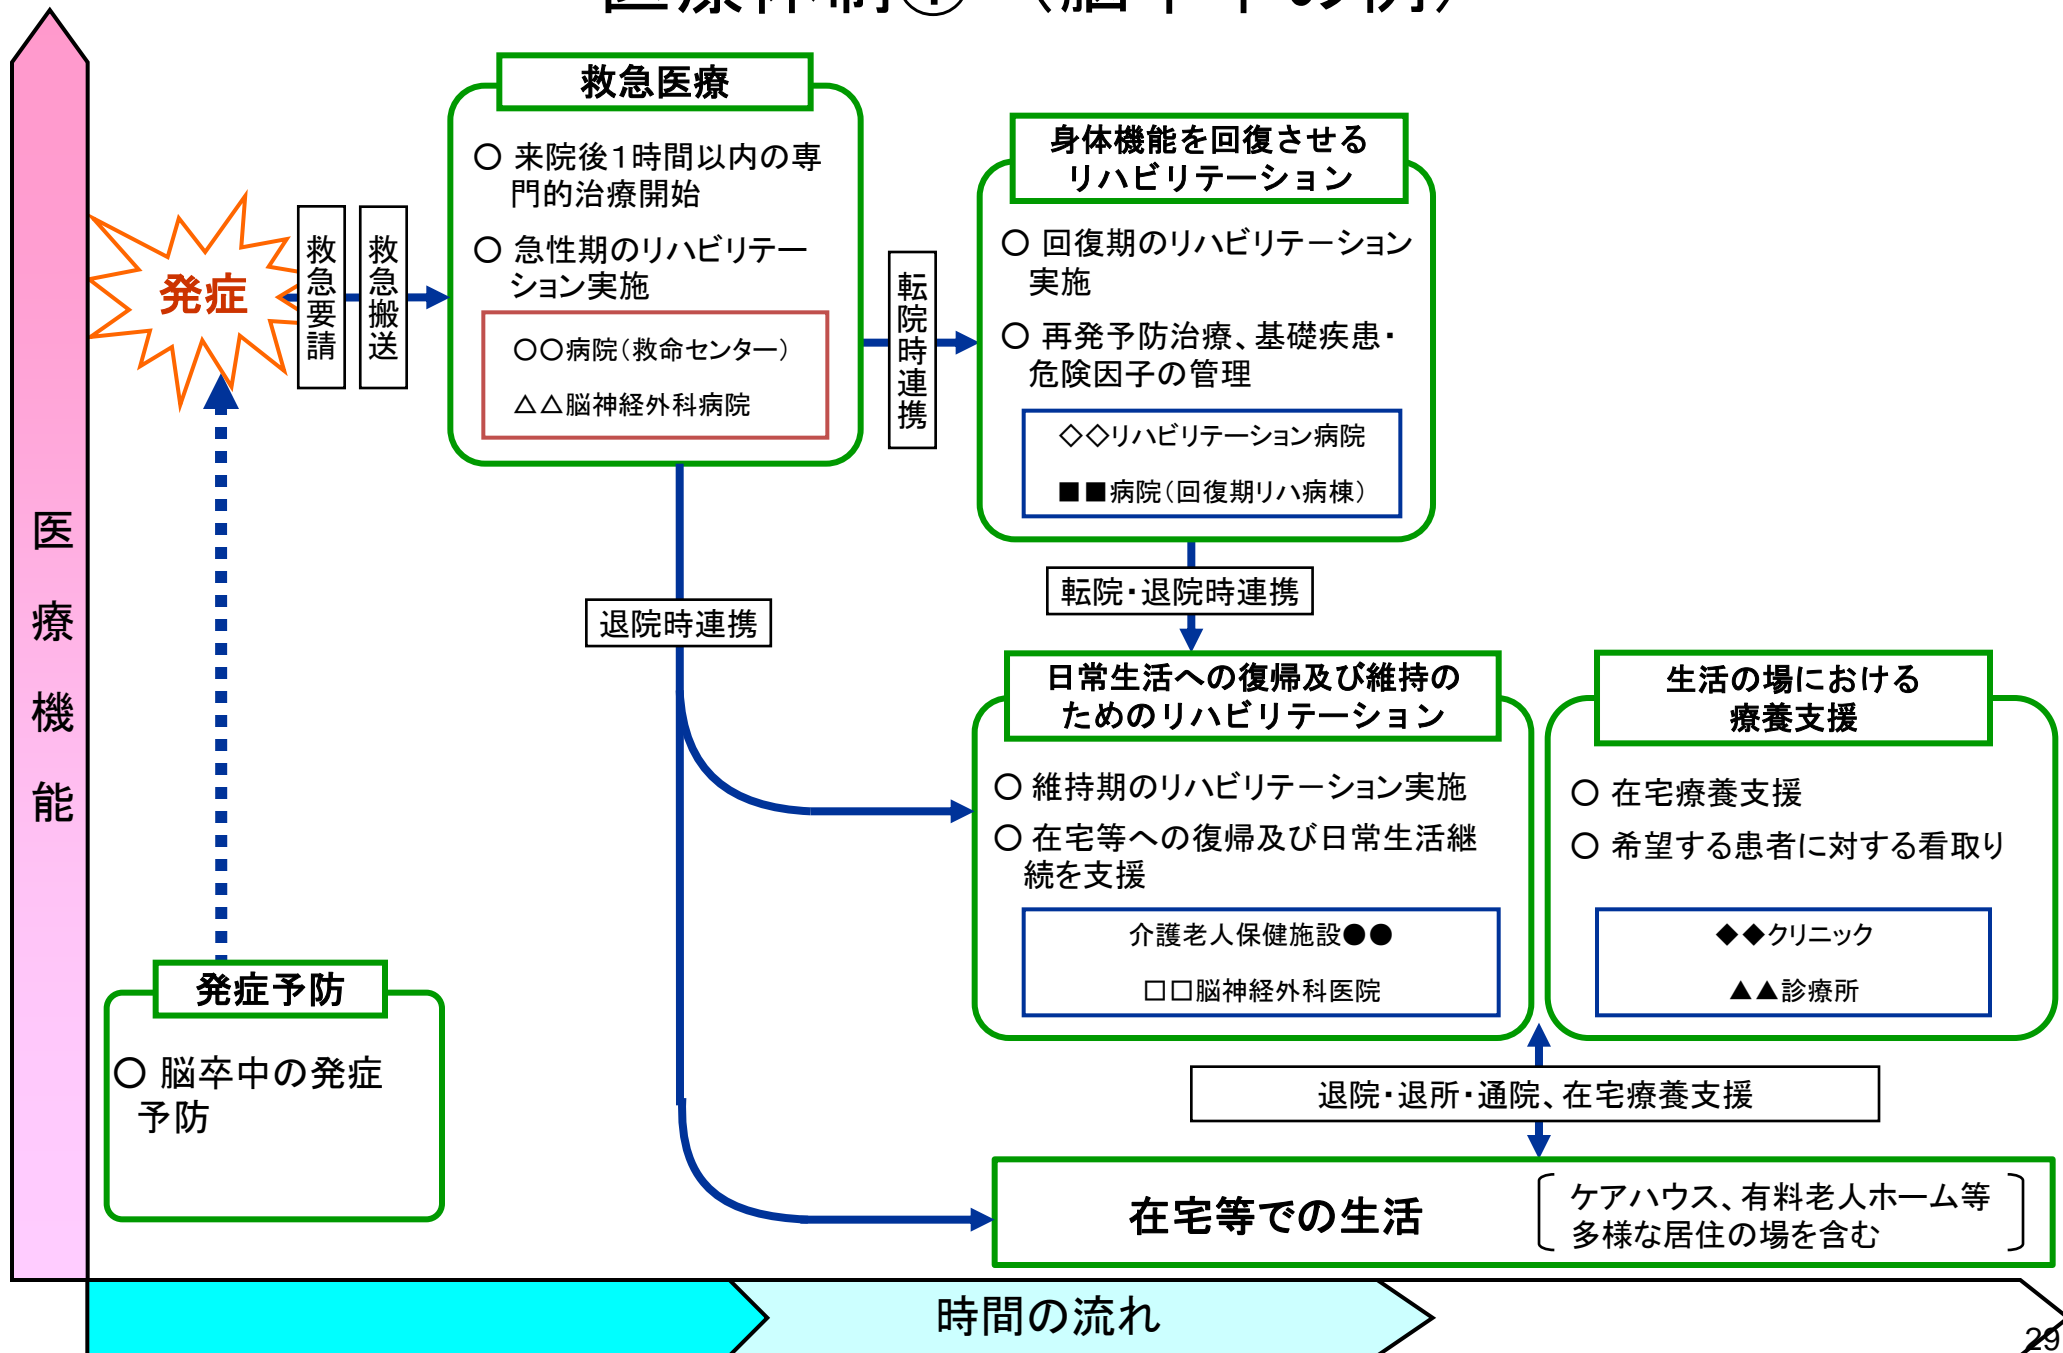 救急医療
○ 来院後1時間以内の専
門的治療開始
○ 急性期のリハビリテー
ション実施
○○病院(救命センター)
△△脳神経外科病院
身体機能を回復させる
リハビリテーション
○ 回復期のリハビリテーション
実施
○ 再発予防治療、基礎疾患・
危険因子の管理
◇◇リハビリテーション病院
■■病院(回復期リハ病棟)
発症
救急要請
救急搬送
転院時連携
医療機能
退院時連携
転院・退院時連携
日常生活への復帰及び維持の
ためのリハビリテーション
○ 維持期のリハビリテーション実施
○ 在宅等への復帰及び日常生活継
続を支援
介護老人保健施設●●
□□脳神経外科医院
生活の場における
療養支援
○ 在宅療養支援
○ 希望する患者に対する看取り
◆◆クリニック
▲▲診療所
発症予防
○ 脳卒中の発症
予防
退院・退所・通院、在宅療養支援
在宅等での生活
ケアハウス、有料老人ホーム等
多様な居住の場を含む
時間の流れ
29